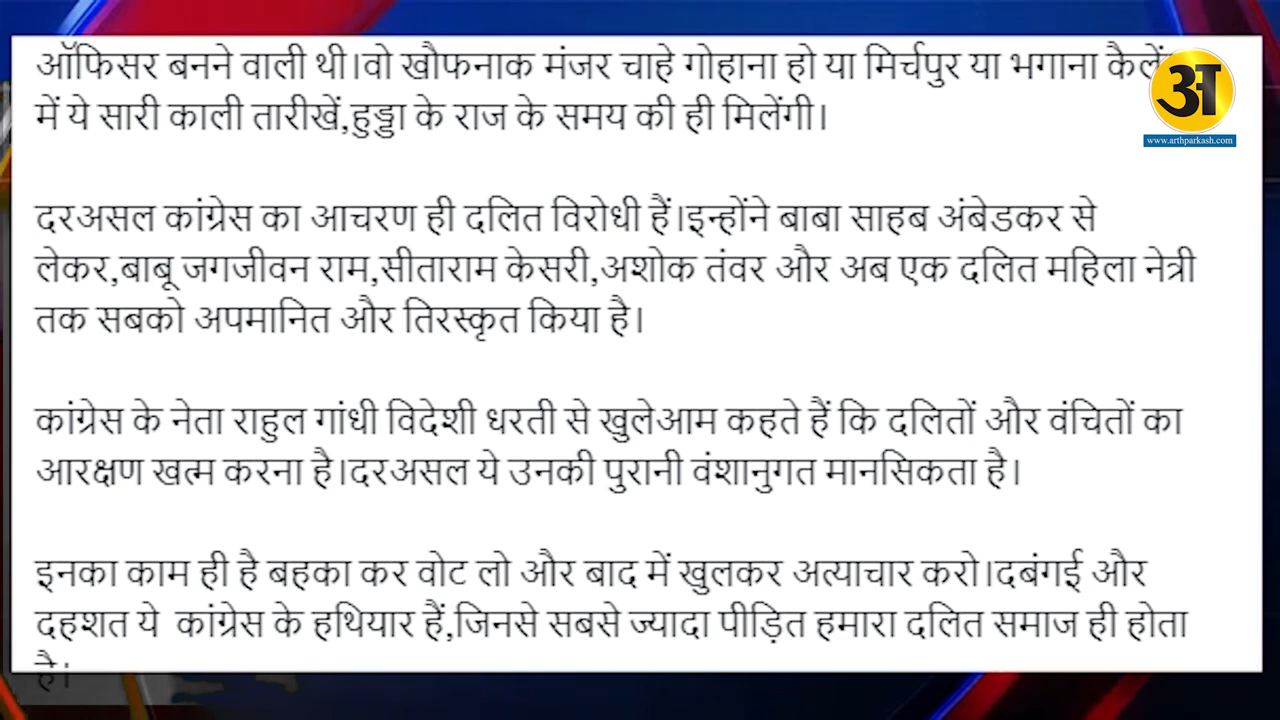 ऑफिसर बनने वाली थी।वो खौफनाक मंजर चाहे गोहाना हो या मिर्चपुर या भगाना
में ये सारी काली तारीखें,हुड्डा के राज के समय की ही मिलेंगी।
अ
www.arthparkash.com
दरअसल कांग्रेस का आचरण ही दलित विरोधी हैं।इन्होंने बाबा साहब अंबेडकर से
लेकर,बाबू जगजीवन राम,सीताराम केसरी,अशोक तंवर और अब एक दलित महिला नेत्री
तक सबको अपमानित और तिरस्कृत किया है।
कांग्रेस के नेता राहुल गांधी विदेशी धरती से खुलेआम कहते हैं कि दलितों और वंचितों का
आरक्षण खत्म करना है।दरअसल ये उनकी पुरानी वंशानुगत मानसिकता है।
इनका काम ही है बहका कर वोट लो और बाद में खुलकर अत्याचार करो।दबंगई और
दहशत ये कांग्रेस के हथियार हैं,जिनसे सबसे ज्यादा पीड़ित हमारा दलित समाज ही होता
है।